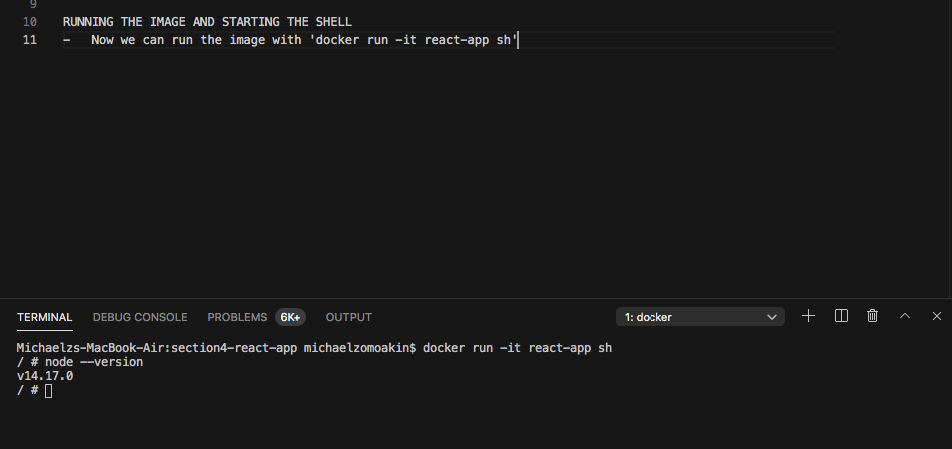 9
10 RUNNING THE IMAGE AND STARTING THE SHELL
11 - Now we can run the image with 'docker run -it react-app sh'
TERMINAL DEBUG CONSOLE PROBLEMS 6K+ OUTPUT 1: docker
Michaelzs-MacBook-Air:section4-react-app michaelzomoakin$ docker run -it react-app sh
/ # node --version
v14.17.0
/ #